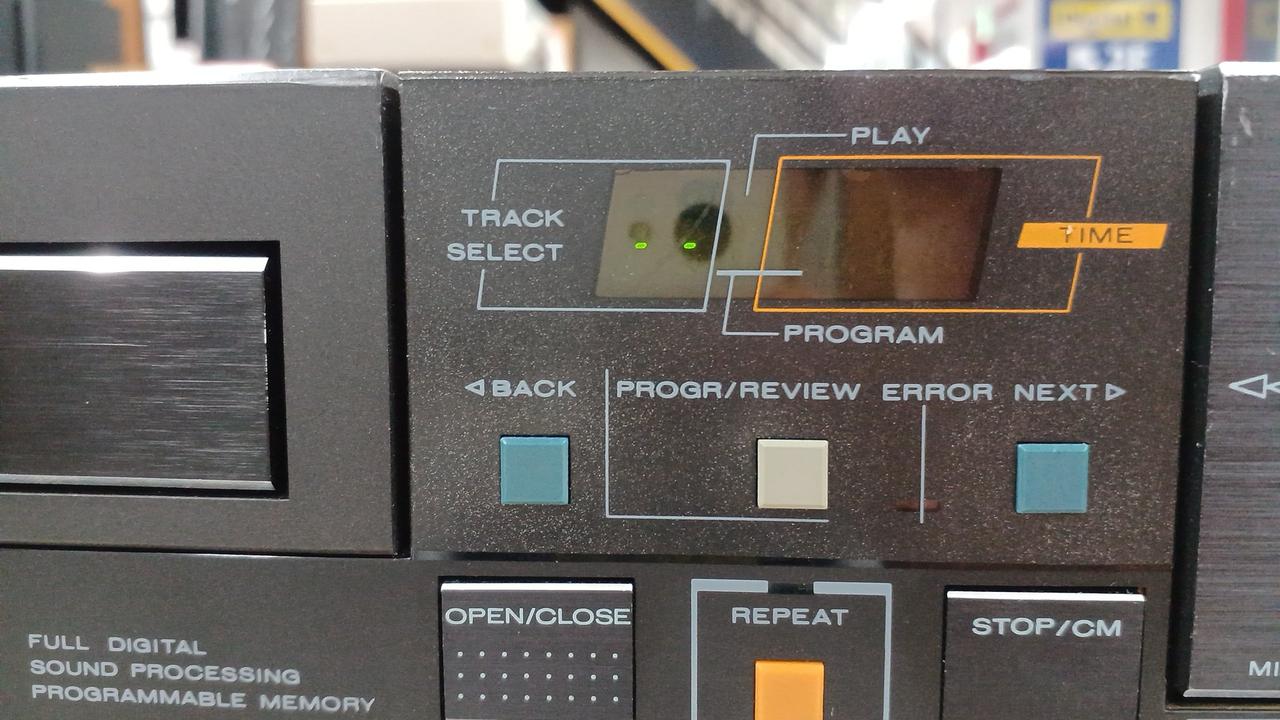 PLAY
TRACK
SELECT
TIME
PROGRAM
BACK
PROGR/REVIEW
ERROR
NEXT
OPEN/CLOSE
REPEAT
STOP/CM
FULL DIGITAL
SOUND PROCESSING
PROGRAMMABLE MEMORY